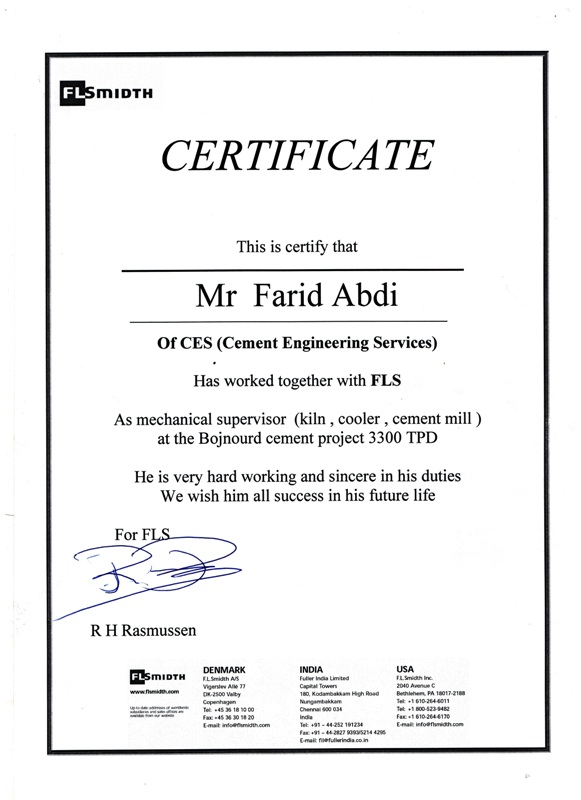 FLSMIDTH
CERTIFICATE
This is certify that
Mr Farid Abdi
Of CES (Cement Engineering Services)
Has worked together with FLS
As mechanical supervisor (kiln , cooler , cement mill )
at the Bojnourd cement project 3300 TPD
He is very hard working and sincere in his duties
We wish him all success in his future life
For FLS
R H Rasmussen
FLSMIDTH
www.flsmidth.com
Up-to-date addresses of worldwide
subsidiaries and sales offices are
available from our website.
DENMARK
F.L.Smidth A/S
Vigerslev Allé 77
DK-2500 Valby
Copenhagen
Tel: +45 36 18 10 00
Fax: +45 36 30 18 20
E-mail: info@flsmidth.com
INDIA
Fuller India Limited
Capital Towers
180, Kodambakkam High Road
Nungambakkam
Chennai 600 034
India
Tel: +91 – 44-252 191234
Fax: +91 – 44-2827 9393/5214 4295
E-mail: fil@fullerindia.co.in
USA
F.L.Smidth Inc.
2040 Avenue C
Bethlehem, PA 18017-2188
Tel: +1 610-264-6011
Tel: +1 800-523-9482
Fax: +1 610-264-6170
E-mail: info@flsmidth.com